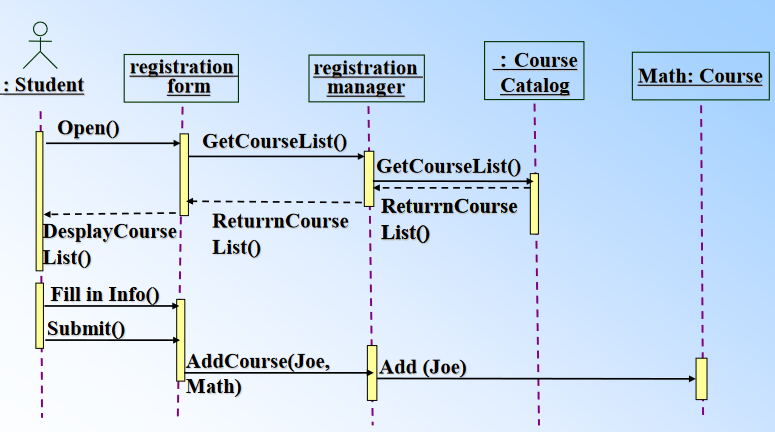 : Student
registration
form
registration
manager
: Course
Catalog
Math: Course
Open()
GetCourseList()
GetCourseList()
ReturrnCourse
List()
ReturrnCourse
List()
DesplayCourse
List()
Fill in Info()
Submit()
AddCourse(Joe,
Math)
Add (Joe)